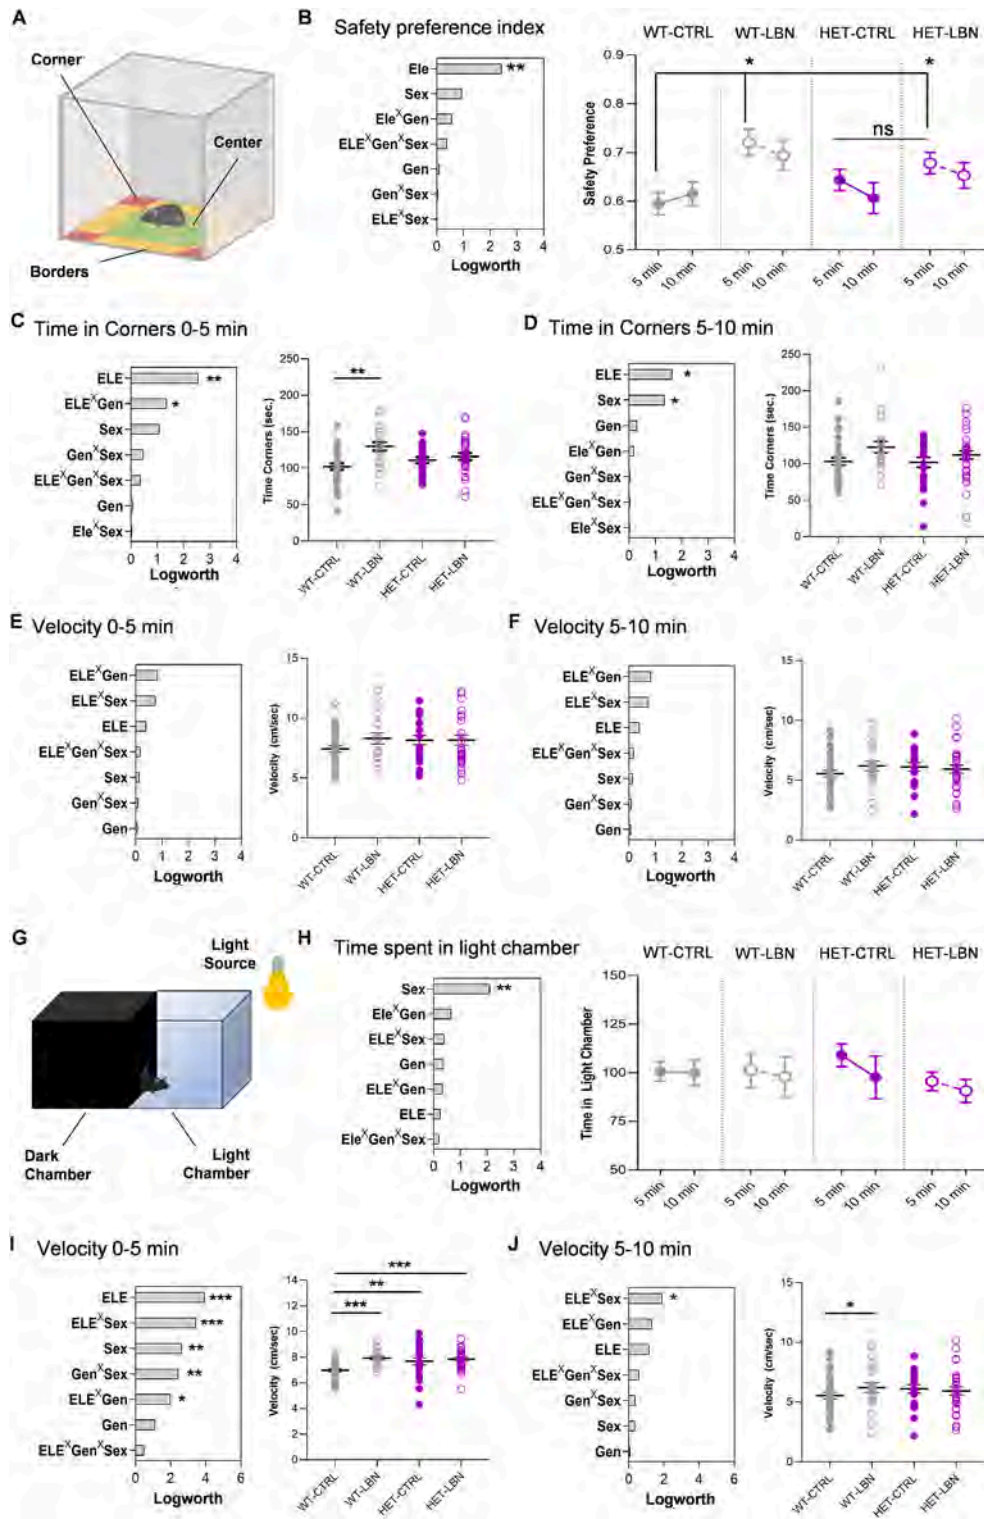 A
Corner
Center
Borders
B Safety preference index
Ele **
Sex
Ele^XGen
ELE^XGen^XSex
Gen
Gen^XSex
ELE^XSex
0 1 2 3 4
Logworth
WT-CTRL WT-LBN HET-CTRL HET-LBN
* *
ns
Safety Preference
0.9
0.8
0.7
0.6
0.5
5 min 10 min 5 min 10 min 5 min 10 min 5 min 10 min
C Time in Corners 0-5 min
ELE **
ELE^XGen *
Sex
Gen^XSex
ELE^XGen^XSex
Gen
Ele^XSex
0 1 2 3 4
Logworth
**
Time Corners (sec.)
250
200
150
100
50
0
WT-CTRL WT-LBN HET-CTRL HET-LBN
D Time in Corners 5-10 min
ELE *
Sex *
Gen
Ele^XGen
Gen^XSex
ELE^XGen^XSex
Ele^XSex
0 1 2 3 4
Logworth
Time Corners (sec.)
250
200
150
100
50
0
WT-CTRL WT-LBN HET-CTRL HET-LBN
E Velocity 0-5 min
ELE^XGen
ELE^XSex
ELE
ELE^XGen^XSex
Sex
Gen^XSex
Gen
0 1 2 3 4
Logworth
Velocity (cm/sec)
15
10
5
0
WT-CTRL WT-LBN HET-CTRL HET-LBN
F Velocity 5-10 min
ELE^XGen
ELE^XSex
ELE
ELE^XGen^XSex
Sex
Gen^XSex
Gen
0 1 2 3 4
Logworth
Velocity (cm/sec)
15
10
5
0
WT-CTRL WT-LBN HET-CTRL HET-LBN
G
Light
Source
Dark
Chamber
Light
Chamber
H Time spent in light chamber
Sex **
Ele^XGen
ELE^XSex
Gen
ELE^XGen
ELE
Ele^XGen^XSex
0 1 2 3 4
Logworth
WT-CTRL WT-LBN HET-CTRL HET-LBN
Time in Light Chamber
150
125
100
75
50
5 min 10 min 5 min 10 min 5 min 10 min 5 min 10 min
I Velocity 0-5 min
ELE ***
ELE^XSex ***
Sex **
Gen^XSex **
ELE^XGen *
Gen
ELE^XGen^XSex
0 2 4 6
Logworth
***
**
***
Velocity (cm/sec)
14
12
10
8
6
4
2
0
WT-CTRL WT-LBN HET-CTRL HET-LBN
J Velocity 5-10 min
ELE^XSex *
ELE^XGen
ELE
ELE^XGen^XSex
Gen^XSex
Sex
Gen
0 2 4 6
Logworth
*
Velocity (cm/sec)
15
10
5
0
WT-CTRL WT-LBN HET-CTRL HET-LBN